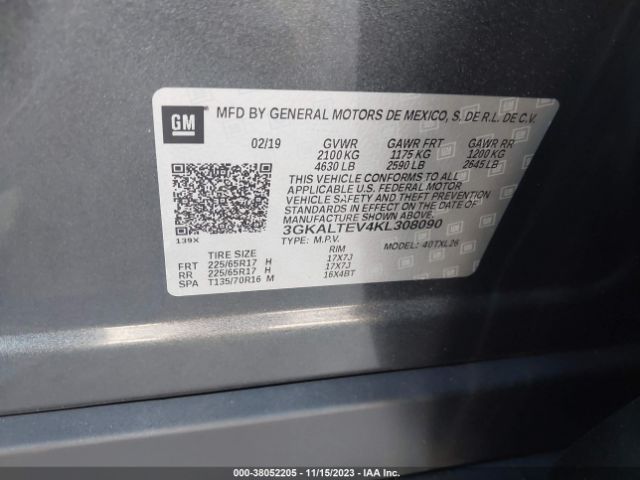 GM
MFD BY GENERAL MOTORS DE MEXICO, S. DE R.L. DE C.V.
02/19 GVWR GAWR FRT GAWR RR
2100 KG 1175 KG 1200 KG
4630 LB 2590 LB 2645 LB
THIS VEHICLE CONFORMS TO ALL
APPLICABLE U.S. FEDERAL MOTOR
VEHICLE SAFETY AND THEFT PREVENTION
STANDARDS IN EFFECT ON THE DATE OF
MANUFACTURE SHOWN ABOVE.
139X
3GKALTEV4KL308090
TYPE: M.P.V. MODEL: 40TXL26
TIRE SIZE RIM
FRT 225/65R17 H 17X7J
RR 225/65R17 H 17X7J
SPA T135/70R16 M 16X4BT
000-38052205 - 11/15/2023 - IAA Inc.